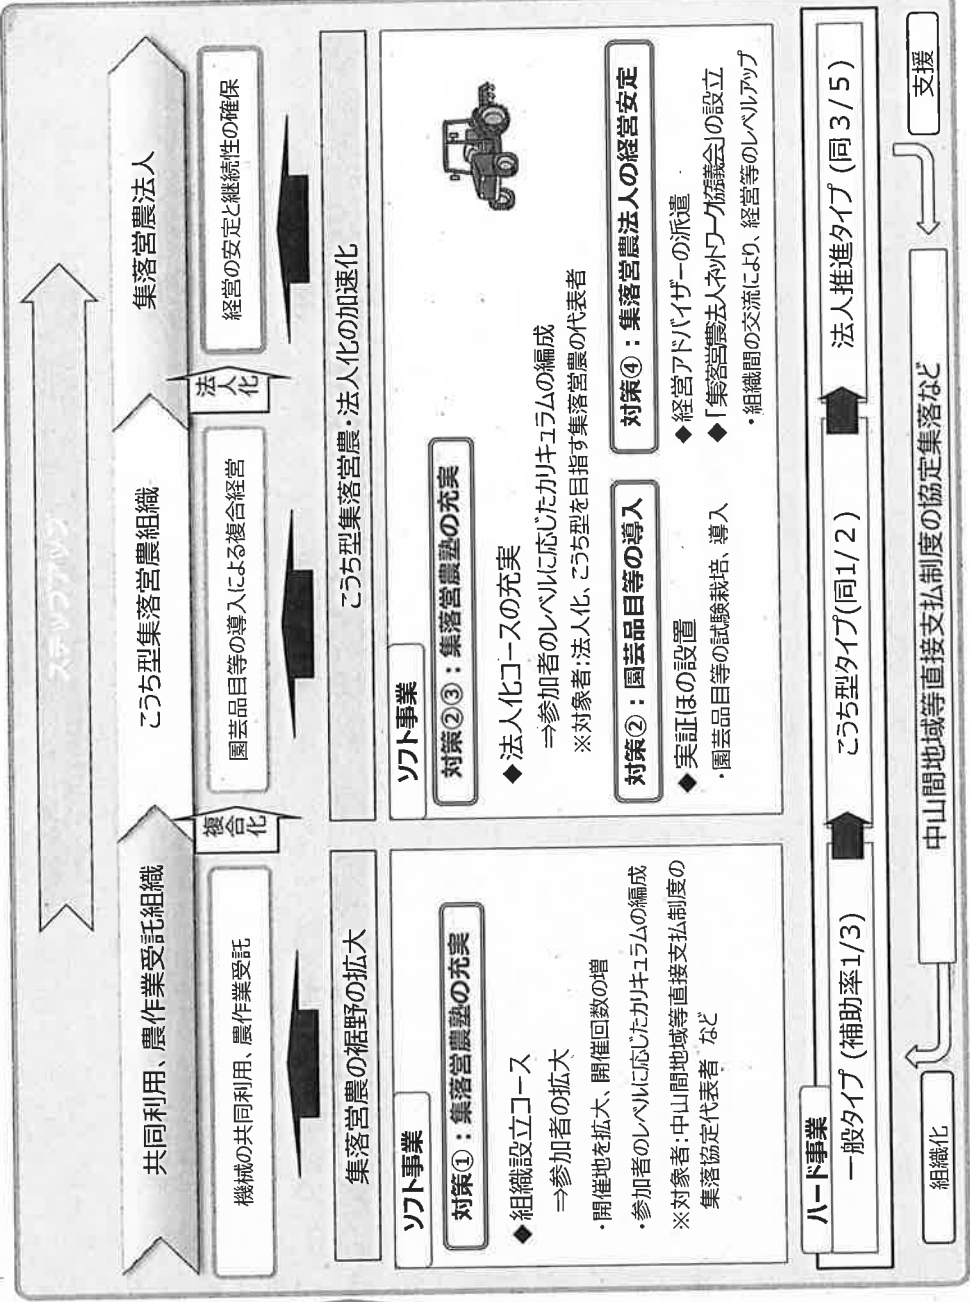 ステップアップ
共同利用、農作業受託組織
こうち型集落営農組織
集落営農法人
機械の共同利用、農作業受託
複合化
園芸品目等の導入による複合経営
法人化
経営の安定と継続性の確保
集落営農の裾野の拡大
こうち型集落営農・法人化の加速化
ソフト事業
対策①:集落営農塾の充実
◆組織設立コース
⇒参加者の拡大
・開催地を拡大、開催回数の増
・参加者のレベルに応じたカリキュラムの編成
※対象者:中山間地域等直接支払制度の
集落協定代表者 など
ソフト事業
対策②③:集落営農塾の充実
◆法人化コースの充実
⇒参加者のレベルに応じたカリキュラムの編成
※対象者:法人化、こうち型を目指す集落営農の代表者
対策②:園芸品目等の導入
◆実証ほの設置
・園芸品目等の試験栽培、導入
対策④:集落営農法人の経営安定
◆経営アドバイザーの派遣
◆「集落営農法人ネットワーク協議会」の設立
・組織間の交流により、経営等のレベルアップ
ハード事業
一般タイプ (補助率1/3)
こうち型タイプ(同1/2)
法人推進タイプ (同3/5)
組織化
中山間地域等直接支払制度の協定集落など
支援